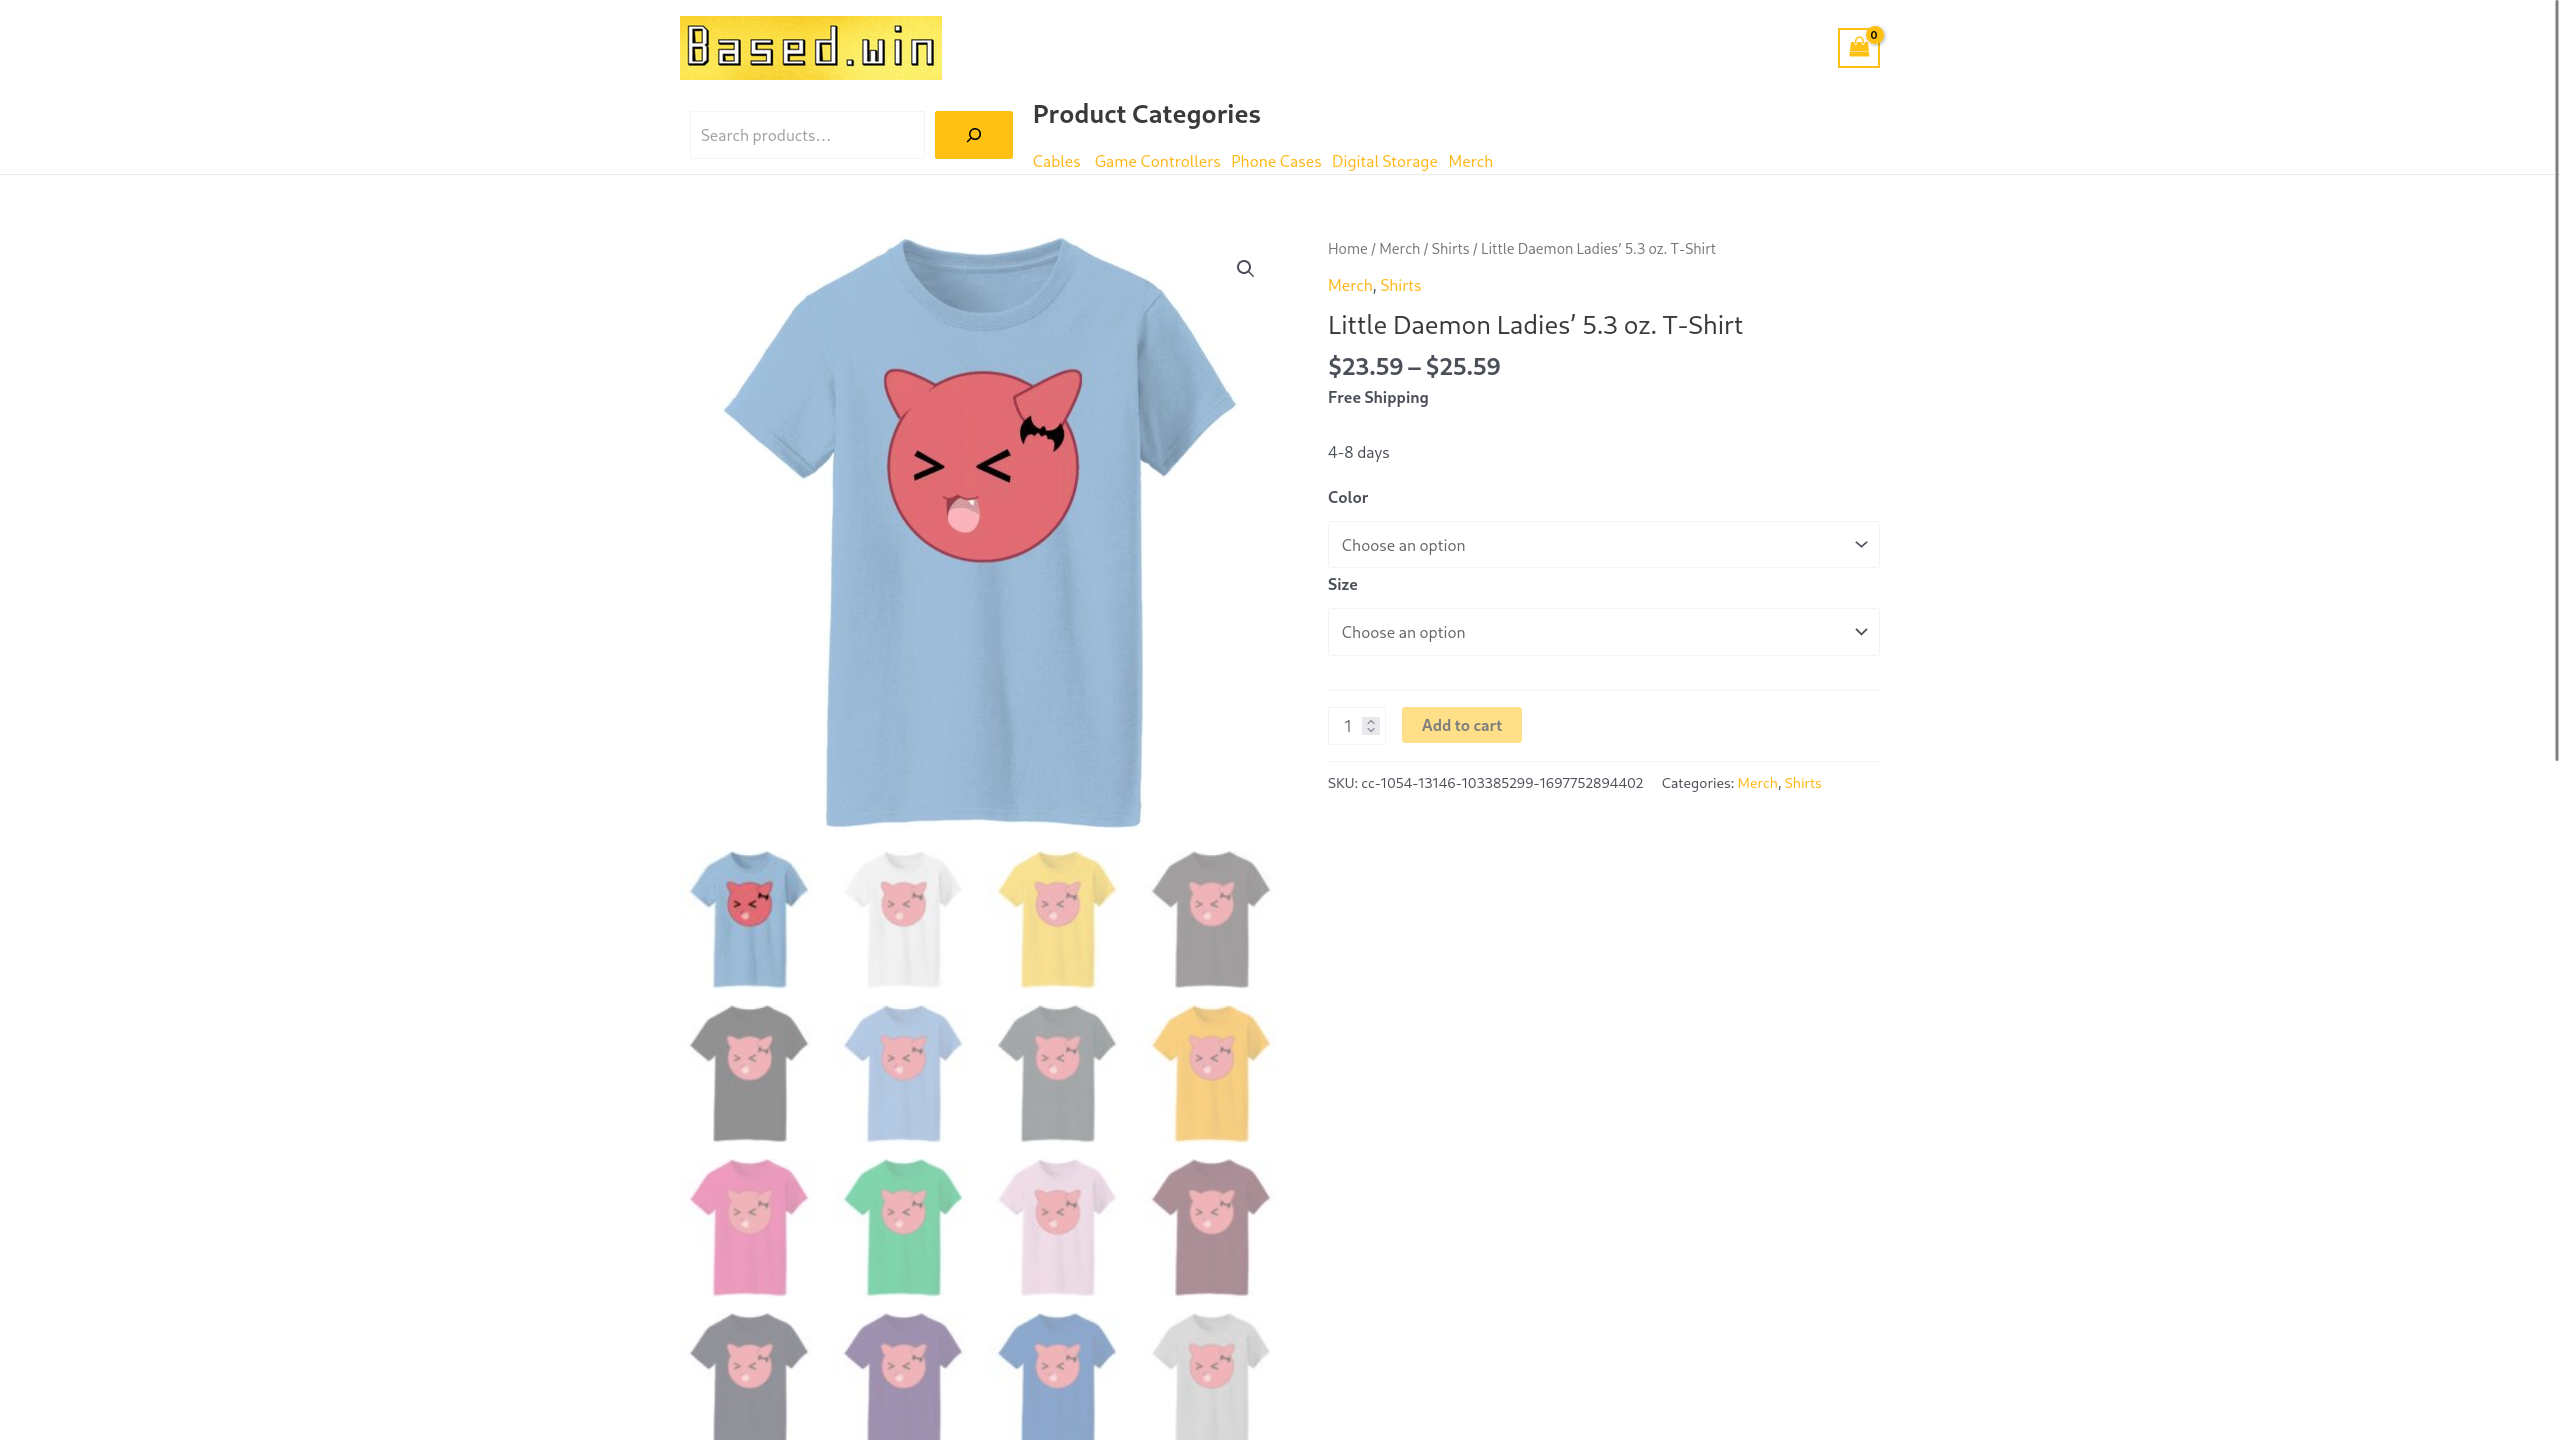 Based.win
0
Search products…
Product Categories
Cables Game Controllers Phone Cases Digital Storage Merch
Home / Merch / Shirts / Little Daemon Ladies’ 5.3 oz. T-Shirt
Merch, Shirts
Little Daemon Ladies’ 5.3 oz. T-Shirt
$23.59 – $25.59
Free Shipping
4-8 days
Color
Choose an option
Size
Choose an option
1
Add to cart
SKU: cc-1054-13146-103385299-1697752894402 Categories: Merch, Shirts